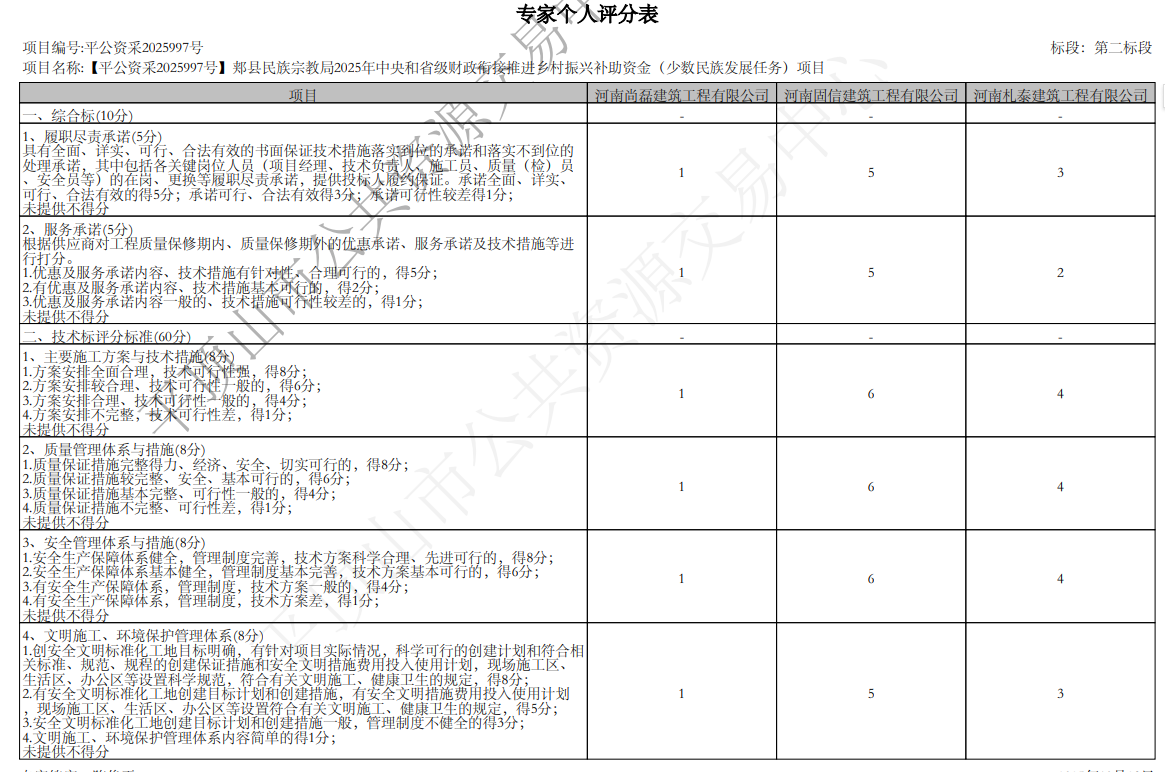 专家个人评分表
项目编号:平公资采2025997号
标段：第二标段
项目名称:【平公资采2025997号】郏县民族宗教局2025年中央和省级财政衔接推进乡村振兴补助资金（少数民族发展任务）项目
项目 河南尚磊建筑工程有限公司 河南固信建筑工程有限公司 河南札泰建筑工程有限公司
一、综合标(10分) - - -
1、履职尽责承诺(5分)
具有全面、详实、可行、合法有效的书面保证技术措施落实到位的承诺和落实不到位的
处理承诺，其中包括各关键岗位人员（项目经理、技术负责人、施工员、质量（检）员
、安全员等）的在岗、更换等履职尽责承诺，提供投标人履约保证。承诺全面、详实、
可行、合法有效的得5分；承诺可行、合法有效得3分；承诺可行性较差得1分；
未提供不得分
1 5 3
2、服务承诺(5分)
根据供应商对工程质量保修期内、质量保修期外的优惠承诺、服务承诺及技术措施等进
行打分。
1.优惠及服务承诺内容、技术措施有针对性、合理可行的，得5分；
2.有优惠及服务承诺内容、技术措施基本可行的，得2分；
3.优惠及服务承诺内容一般的、技术措施可行性较差的，得1分；
未提供不得分
1 5 2
二、技术标评分标准(60分) - - -
1、主要施工方案与技术措施(8分)
1.方案安排全面合理，技术可行性强，得8分；
2.方案安排较合理、技术可行性一般的，得6分；
3.方案安排合理、技术可行性一般的，得4分；
4.方案安排不完整，技术可行性差，得1分；
未提供不得分
1 6 4
2、质量管理体系与措施(8分)
1.质量保证措施完整得力、经济、安全、切实可行的，得8分；
2.质量保证措施较完整、安全、基本可行的，得6分；
3.质量保证措施基本完整、可行性一般的，得4分；
4.质量保证措施不完整、可行性差，得1分；
未提供不得分
1 6 4
3、安全管理体系与措施(8分)
1.安全生产保障体系健全，管理制度完善，技术方案科学合理、先进可行的，得8分；
2.安全生产保障体系基本健全，管理制度基本完善，技术方案基本可行的，得6分；
3.有安全生产保障体系，管理制度，技术方案一般的，得4分；
4.有安全生产保障体系，管理制度，技术方案差，得1分；
未提供不得分
1 6 4
4、文明施工、环境保护管理体系(8分)
1.创安全文明标准化工地目标明确，有针对项目实际情况，科学可行的创建计划和符合相
关标准、规范、规程的创建保证措施和安全文明措施费用投入使用计划，现场施工区、
生活区、办公区等设置科学规范，符合有关文明施工、健康卫生的规定，得8分；
2.有安全文明标准化工地创建目标计划和创建措施，有安全文明措施费用投入使用计划
，现场施工区、生活区、办公区等设置符合有关文明施工、健康卫生的规定，得5分；
3.安全文明标准化工地创建目标计划和创建措施一般，管理制度不健全的得3分；
4.文明施工、环境保护管理体系内容简单的得1分；
未提供不得分
1 5 3
平顶山市公共资源交易中心
平顶山市公共资源交易中心